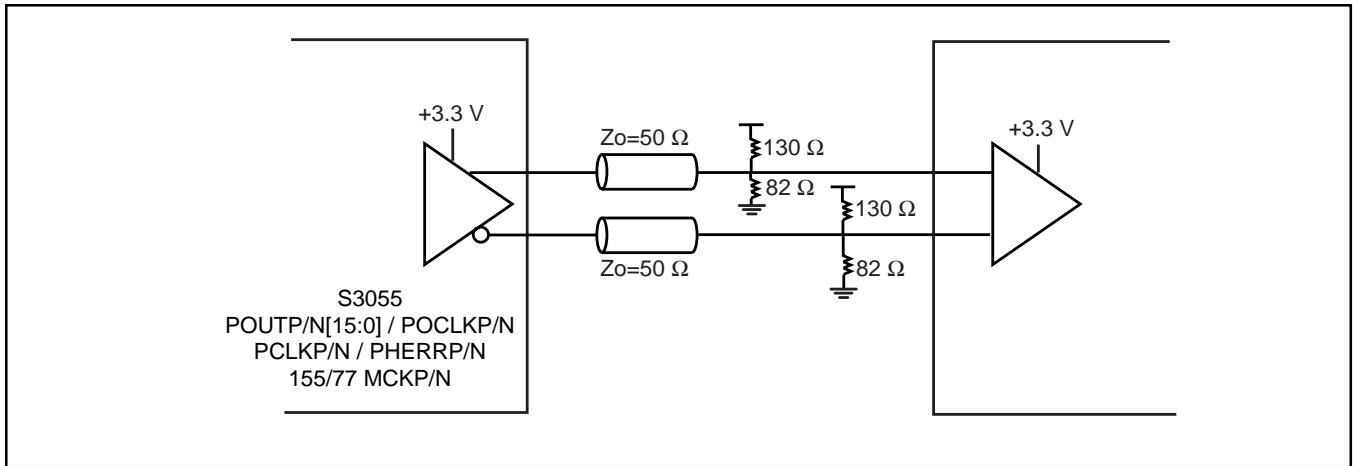 +3.3 V
Zo=50 Ω
130 Ω
82 Ω
+3.3 V
130 Ω
82 Ω
Zo=50 Ω
S3055
POUTP/N[15:0] / POCLKP/N
PCLKP/N / PHERRP/N
155/77 MCKP/N